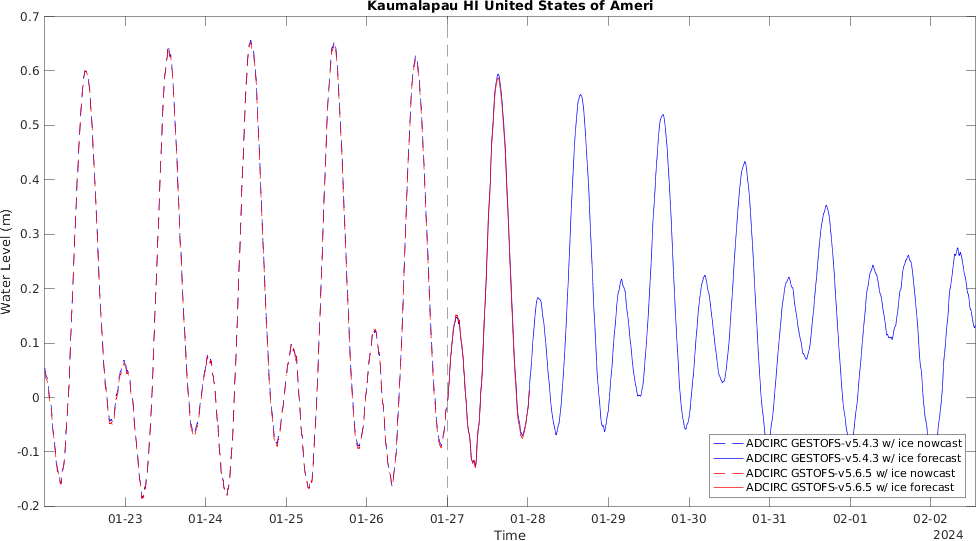 Kaumalapau HI United States of Ameri
0.7
0.6
0.5
0.4
0.3
0.2
0.1
0
-0.1
-0.2
Water Level (m)
01-23 01-24 01-25 01-26 01-27 01-28 01-29 01-30 01-31 02-01 02-02
Time
2024
ADCIRC GESTOFS-v5.4.3 w/ ice nowcast
ADCIRC GESTOFS-v5.4.3 w/ ice forecast
ADCIRC GSTOFS-v5.6.5 w/ ice nowcast
ADCIRC GSTOFS-v5.6.5 w/ ice forecast